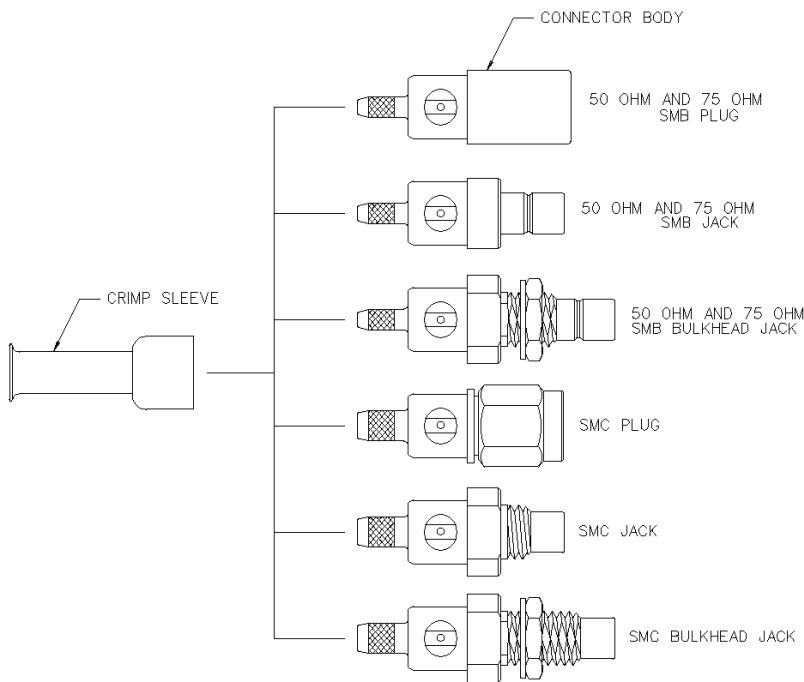 CONNECTOR BODY
50 OHM AND 75 OHM
SMB PLUG
50 OHM AND 75 OHM
SMB JACK
CRIMP SLEEVE
50 OHM AND 75 OHM
SMB BULKHEAD JACK
SMC PLUG
SMC JACK
SMC BULKHEAD JACK